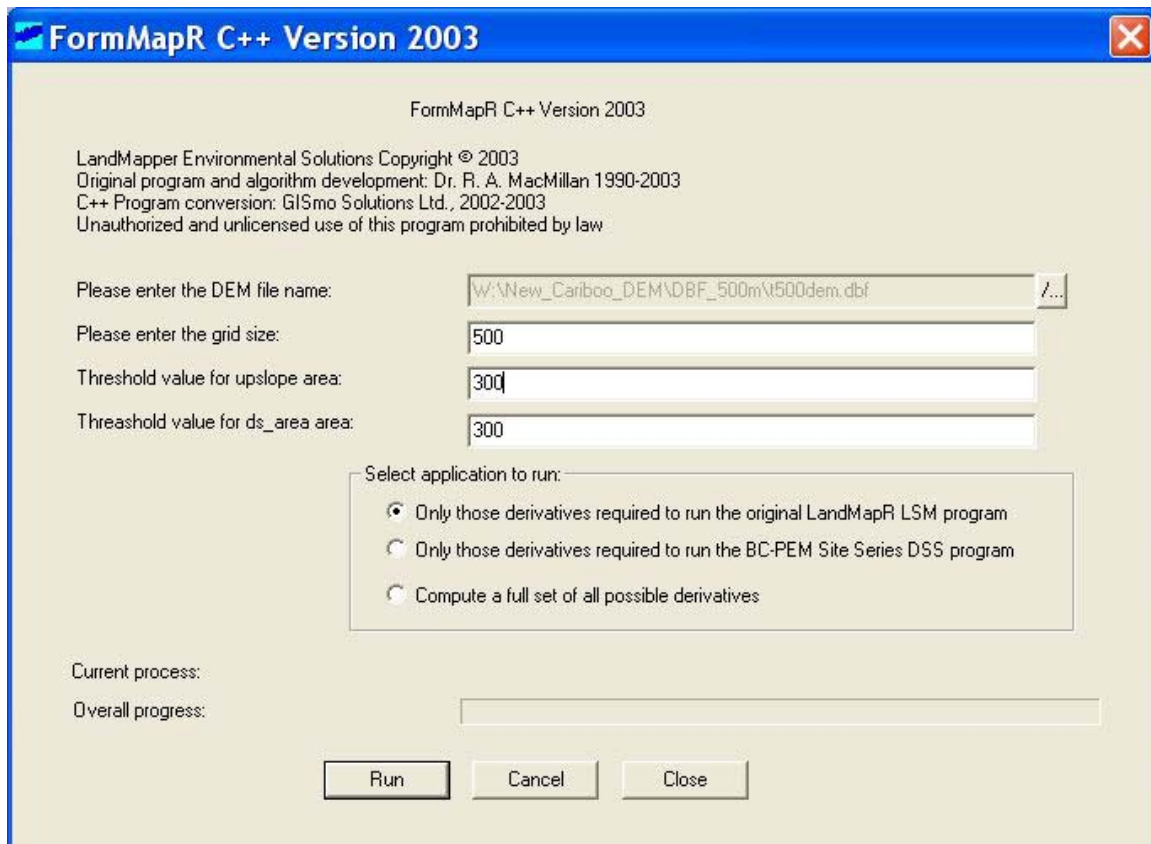 FormMapR C++ Version 2003
FormMapR C++ Version 2003
LandMapper Environmental Solutions Copyright © 2003
Original program and algorithm development: Dr. R. A. MacMillan 1990-2003
C++ Program conversion: GISmo Solutions Ltd., 2002-2003
Unauthorized and unlicensed use of this program prohibited by law
Please enter the DEM file name: W:\New_Cariboo_DEM\DBF_500m\t500dem.dbf /...
Please enter the grid size: 500
Threshold value for upslope area: 300
Threashold value for ds_area area: 300
Select application to run:
Only those derivatives required to run the original LandMapR LSM program
Only those derivatives required to run the BC-PEM Site Series DSS program
Compute a full set of all possible derivatives
Current process:
Overall progress:
Run Cancel Close